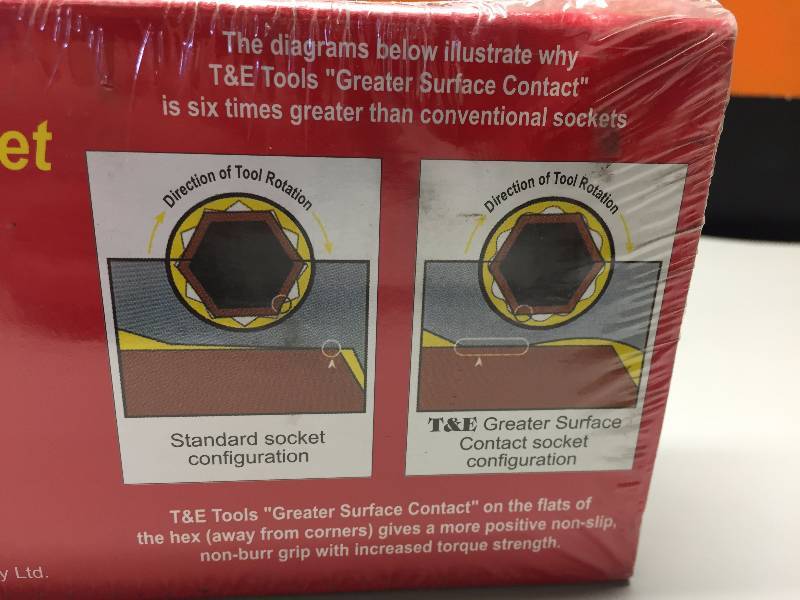 The diagrams below illustrate why
T&E Tools "Greater Surface Contact"
is six times greater than conventional sockets
et
Direction of Tool Rotation
Standard socket
configuration
Direction of Tool Rotation
T&E Greater Surface
Contact socket
configuration
T&E Tools "Greater Surface Contact" on the flats of
the hex (away from corners) gives a more positive non-slip,
non-burr grip with increased torque strength.
y Ltd.